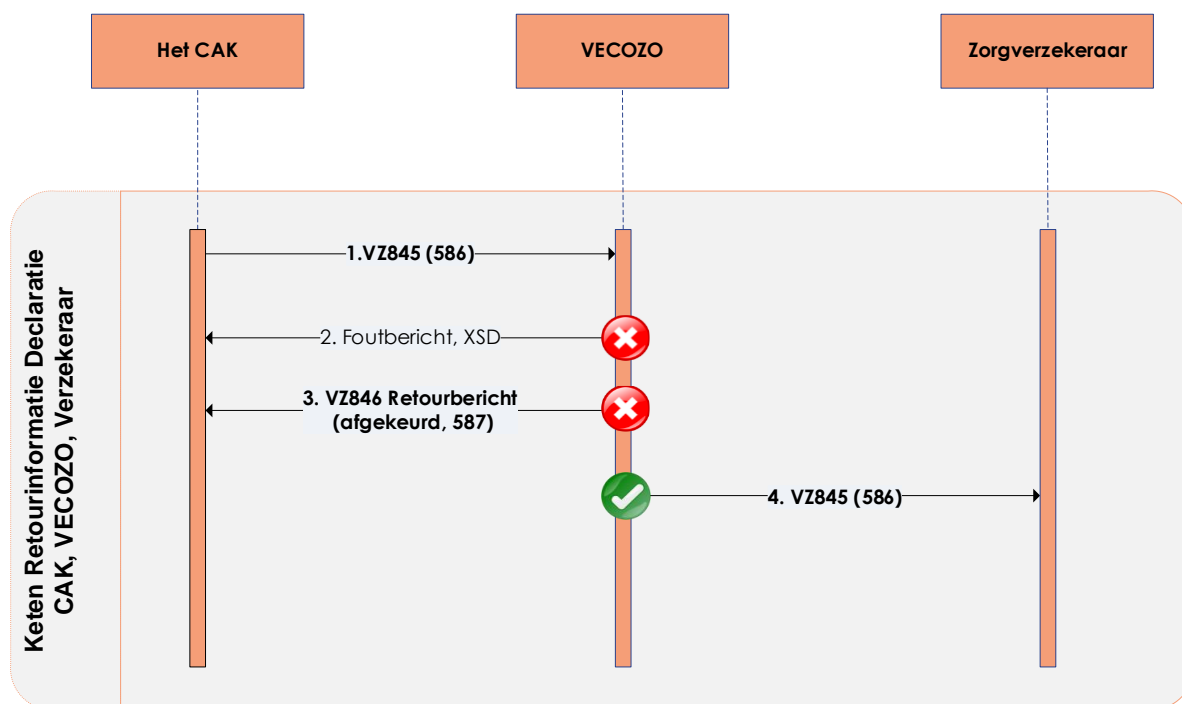 Het CAK
VECOZO
Zorgverzekeraar
Keten Retourinformatie Declaratie
CAK, VECOZO, Verzekeraar
1.VZ845 (586)
2. Foutbericht, XSD
3. VZ846 Retourbericht
(afgekeurd, 587)
4. VZ845 (586)